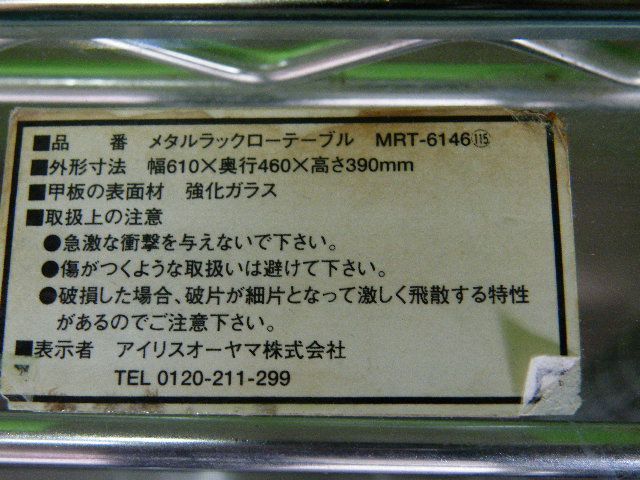 ■品　　番　メタルラックローテーブル　MRT-6146⑪⑤
■外形寸法　幅610×奥行460×高さ390mm
■甲板の表面材　強化ガラス
■取扱上の注意
●急激な衝撃を与えないで下さい。
●傷がつくような取扱いは避けて下さい。
●破損した場合、破片が細片となって激しく飛散する特性
があるのでご注意下さい。
■表示者　アイリスオーヤマ株式会社
TEL 0120-211-299